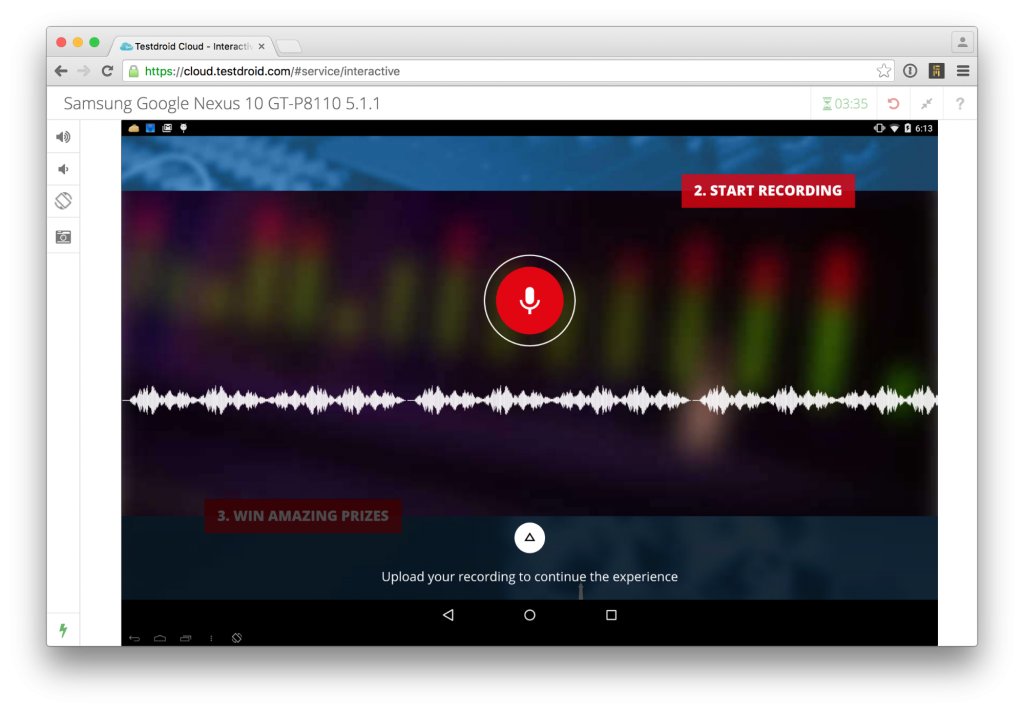 Testdroid Cloud - Interactiv
https://cloud.testdroid.com/#service/interactive
Samsung Google Nexus 10 GT-P8110 5.1.1
03:35
?
6:13
2. START RECORDING
3. WIN AMAZING PRIZES
Upload your recording to continue the experience